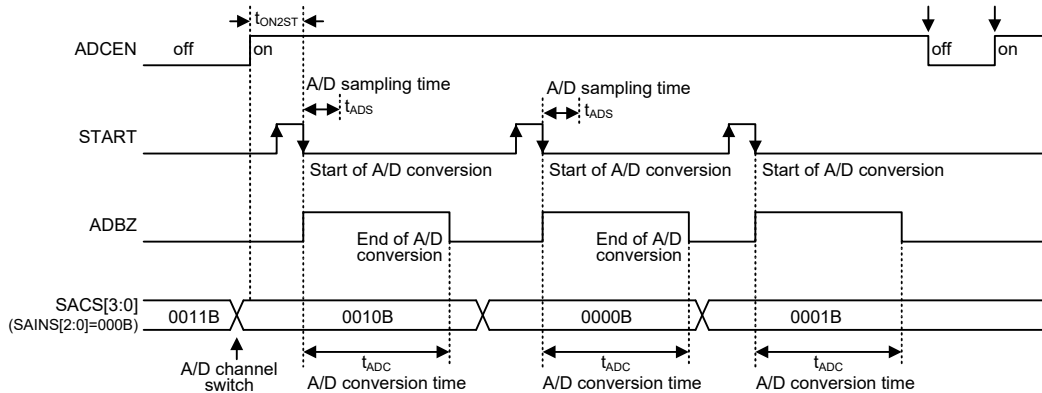 tON2ST
ADCEN off on off on
A/D sampling time A/D sampling time
tADS tADS
START
Start of A/D conversion Start of A/D conversion Start of A/D conversion
ADBZ
End of A/D conversion End of A/D conversion
SACS[3:0]
(SAINS[2:0]=000B)
0011B 0010B 0000B 0001B
A/D channel
switch
tADC tADC tADC
A/D conversion time A/D conversion time A/D conversion time